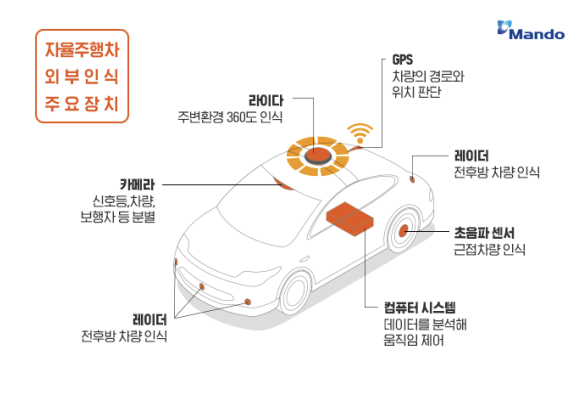 자율주행차
외부인식
주요장치
Mando
GPS
차량의 경로와
위치 판단
라이다
주변환경 360도 인식
레이더
전후방 차량 인식
카메라
신호등,차량,
보행자 등 분별
초음파 센서
근접차량 인식
컴퓨터 시스템
데이터를 분석해
움직임 제어
레이더
전후방 차량 인식